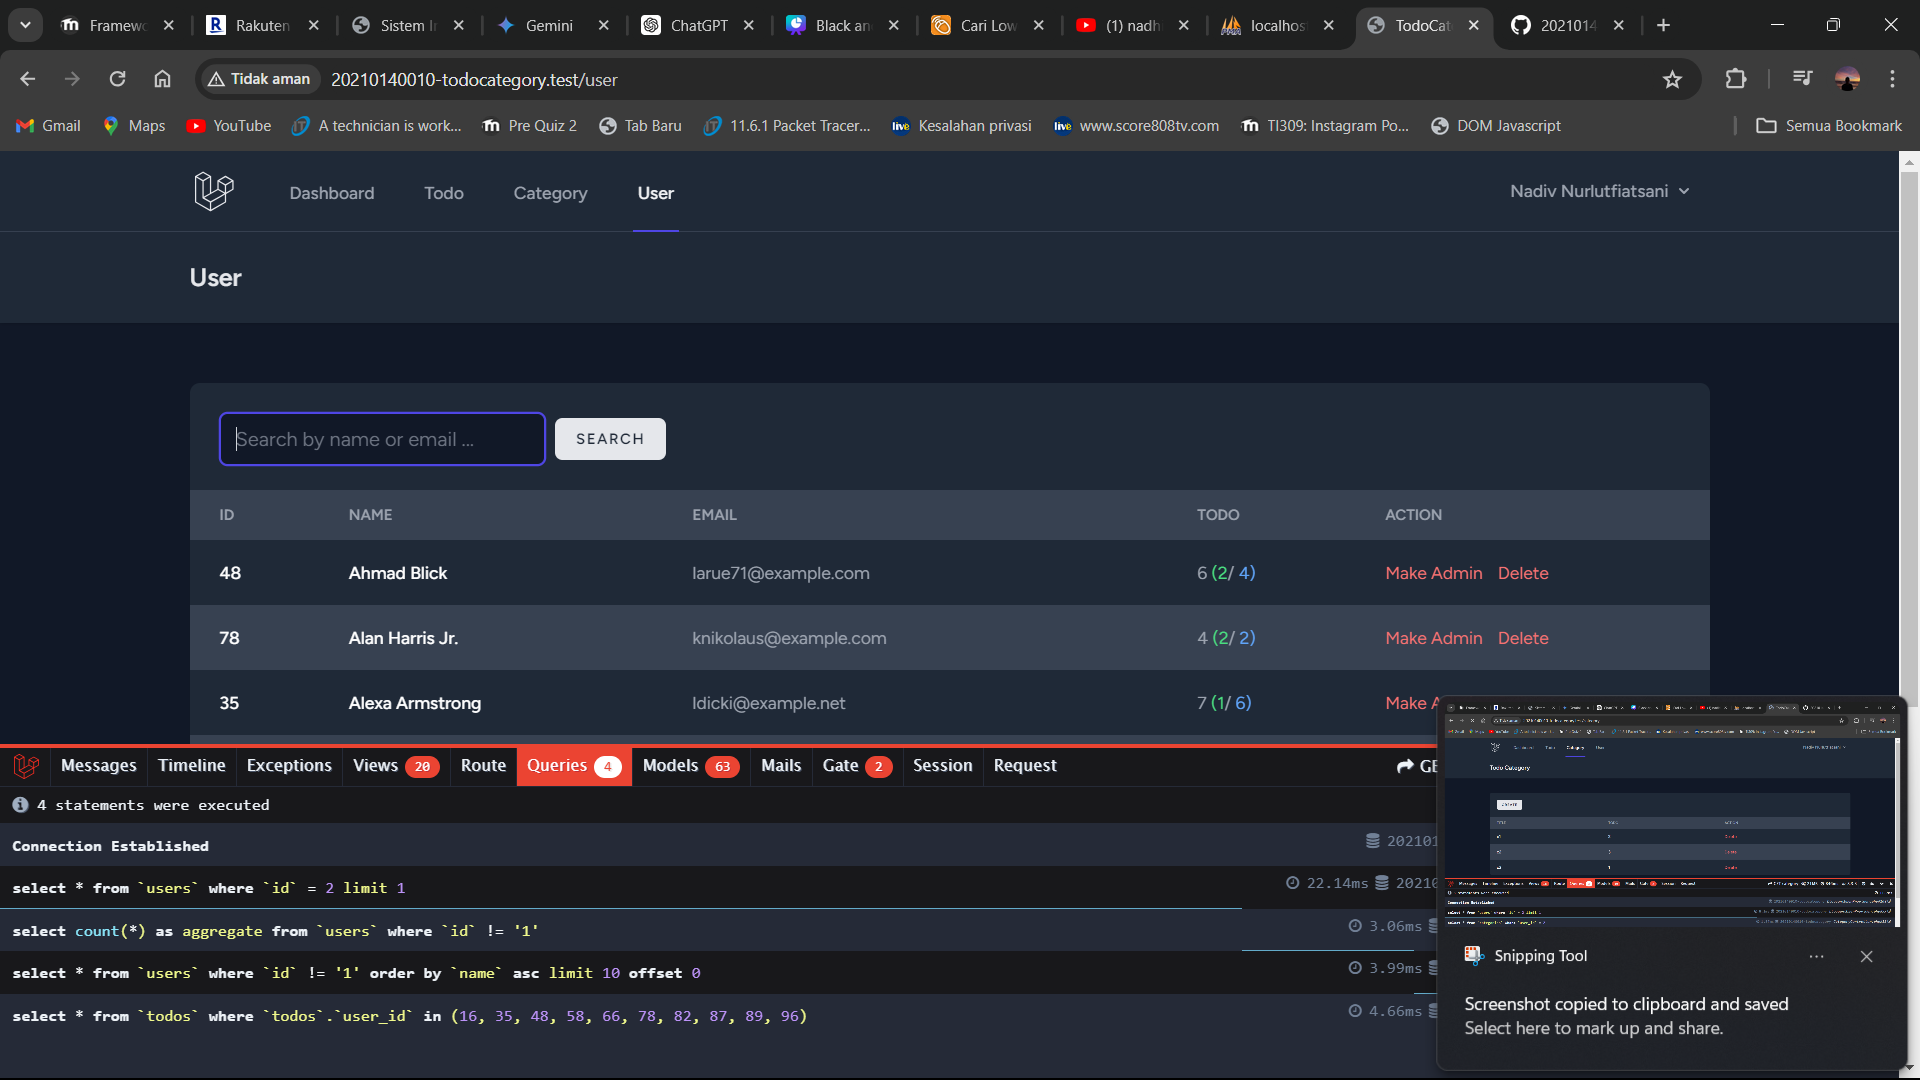 Framewo
Rakuten
Sistem In
Gemini
ChatGPT
Black an
Cari Low
(1) nadh
localhos
TodoCat
2021014
Tidak aman
20210140010-todocategory.test/user
Gmail
Maps
YouTube
A technician is work...
Pre Quiz 2
Tab Baru
11.6.1 Packet Tracer...
Kesalahan privasi
www.score808tv.com
TI309: Instagram Po...
DOM Javascript
Semua Bookmark
Dashboard
Todo
Category
User
Nadiv Nurlutfiatsani
User
Search by name or email ...
SEARCH
ID NAME EMAIL TODO ACTION
48 Ahmad Blick larue71@example.com 6 (2/ 4) Make Admin Delete
78 Alan Harris Jr. knikolaus@example.com 4 (2/ 2) Make Admin Delete
35 Alexa Armstrong ldicki@example.net 7 (1/ 6) Make A
Messages
Timeline
Exceptions
Views 20
Route
Queries 4
Models 63
Mails
Gate 2
Session
Request
GE
4 statements were executed
Connection Established 202101
select * from `users` where `id` = 2 limit 1 22.14ms 20210
select count(*) as aggregate from `users` where `id` != '1' 3.06ms
select * from `users` where `id` != '1' order by `name` asc limit 10 offset 0 3.99ms
select * from `todos` where `todos`.`user_id` in (16, 35, 48, 58, 66, 78, 82, 87, 89, 96) 4.66ms
Todo Category
Snipping Tool
Screenshot copied to clipboard and saved
Select here to mark up and share.